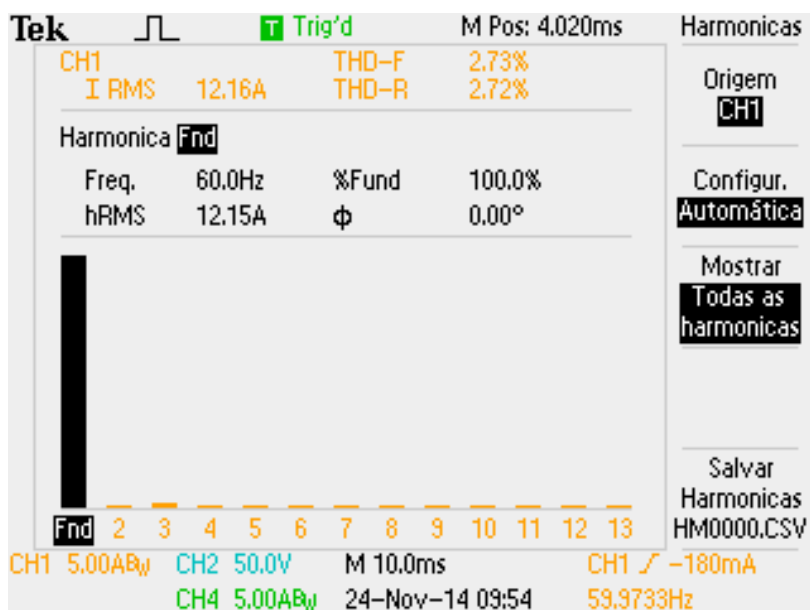 Tek T Trig'd M Pos: 4.020ms Harmonicas
CH1 THD-F 2.73%
I RMS 12.16A THD-R 2.72%
Origem
CH1
Harmonica Fnd
Freq. 60.0Hz %Fund 100.0%
hRMS 12.15A ϕ 0.00°
Configur.
Automática
Mostrar
Todas as
harmonicas
Salvar
Harmonicas
HM0000.CSV
Fnd 2 3 4 5 6 7 8 9 10 11 12 13
CH1 5.00ABW CH2 50.0V M 10.0ms CH1 -180mA
CH4 5.00ABW 24-Nov-14 09:54 59.9733Hz